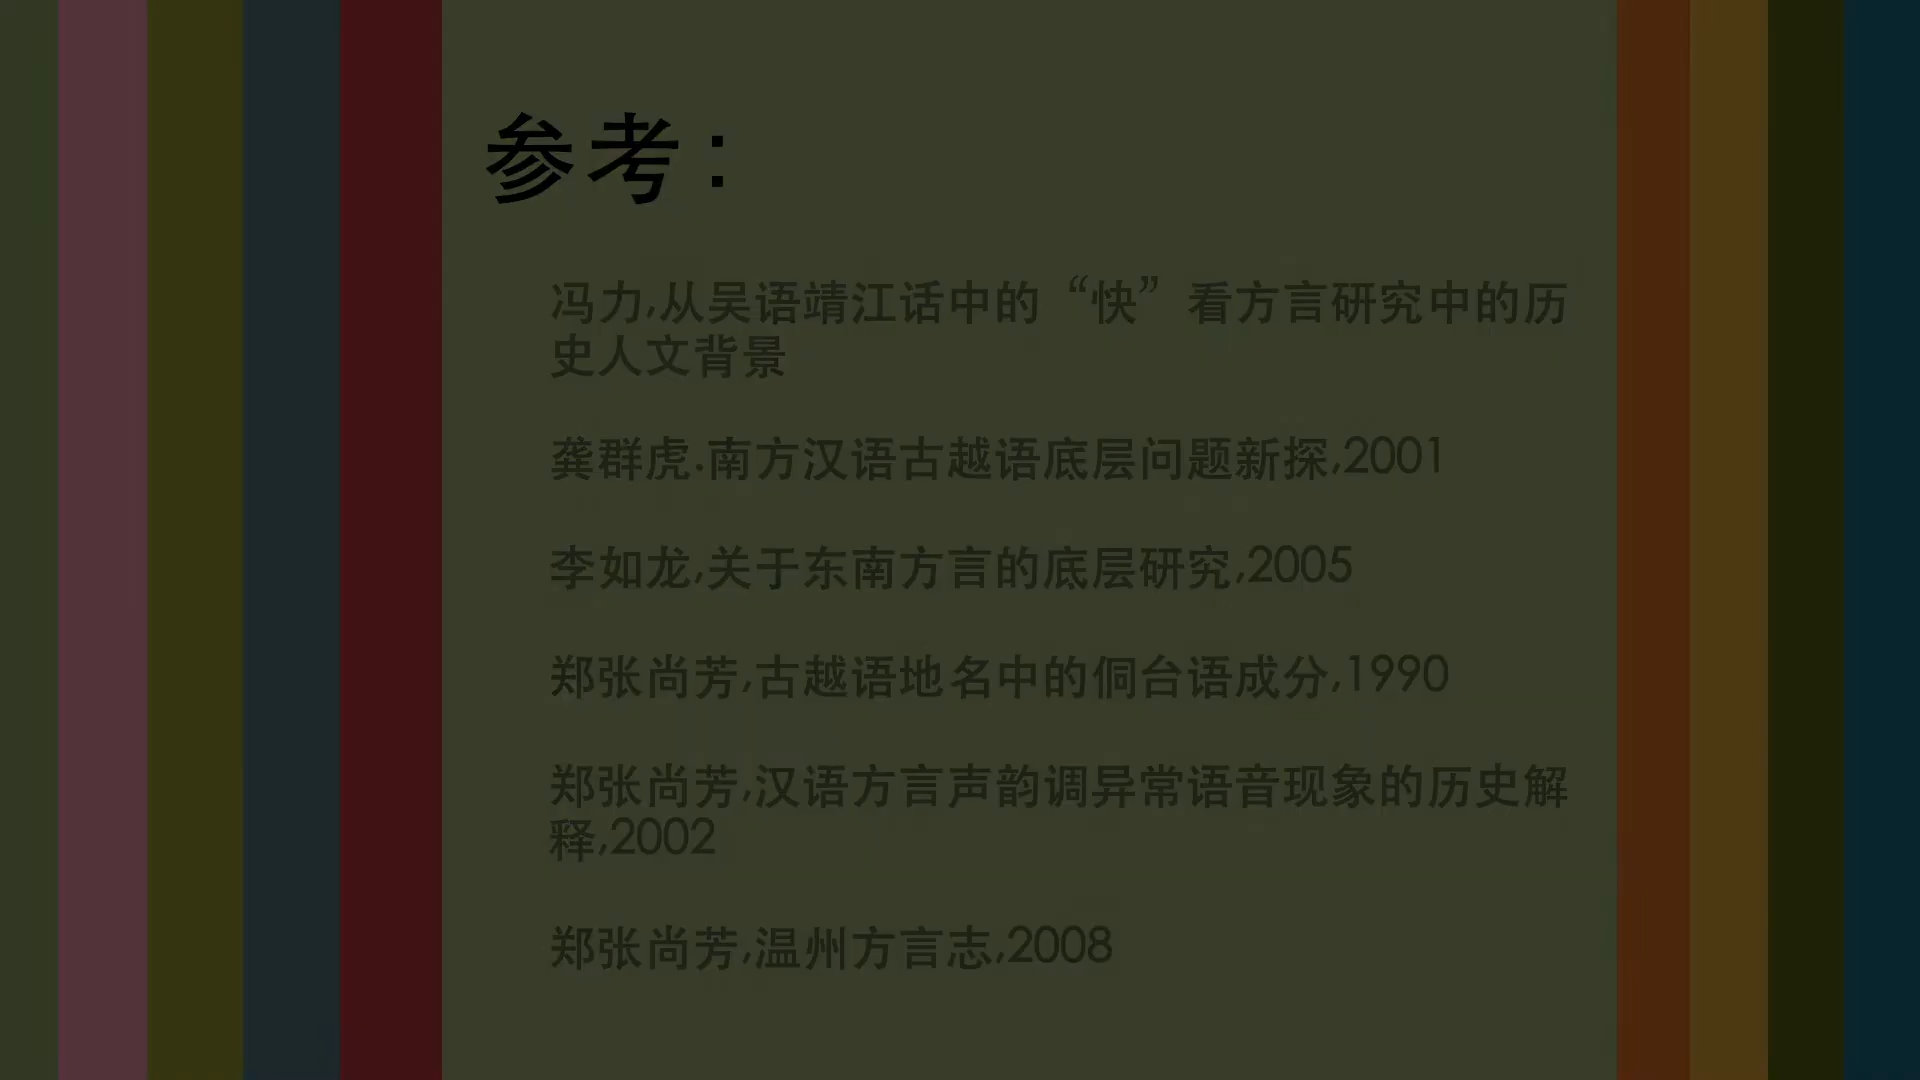 参考：
冯力,从吴语靖江话中的“快”看方言研究中的历
史人文背景
龚群虎.南方汉语古越语底层问题新探,2001
李如龙,关于东南方言的底层研究,2005
郑张尚芳,古越语地名中的侗台语成分,1990
郑张尚芳,汉语方言声韵调异常语音现象的历史解
释,2002
郑张尚芳,温州方言志,2008